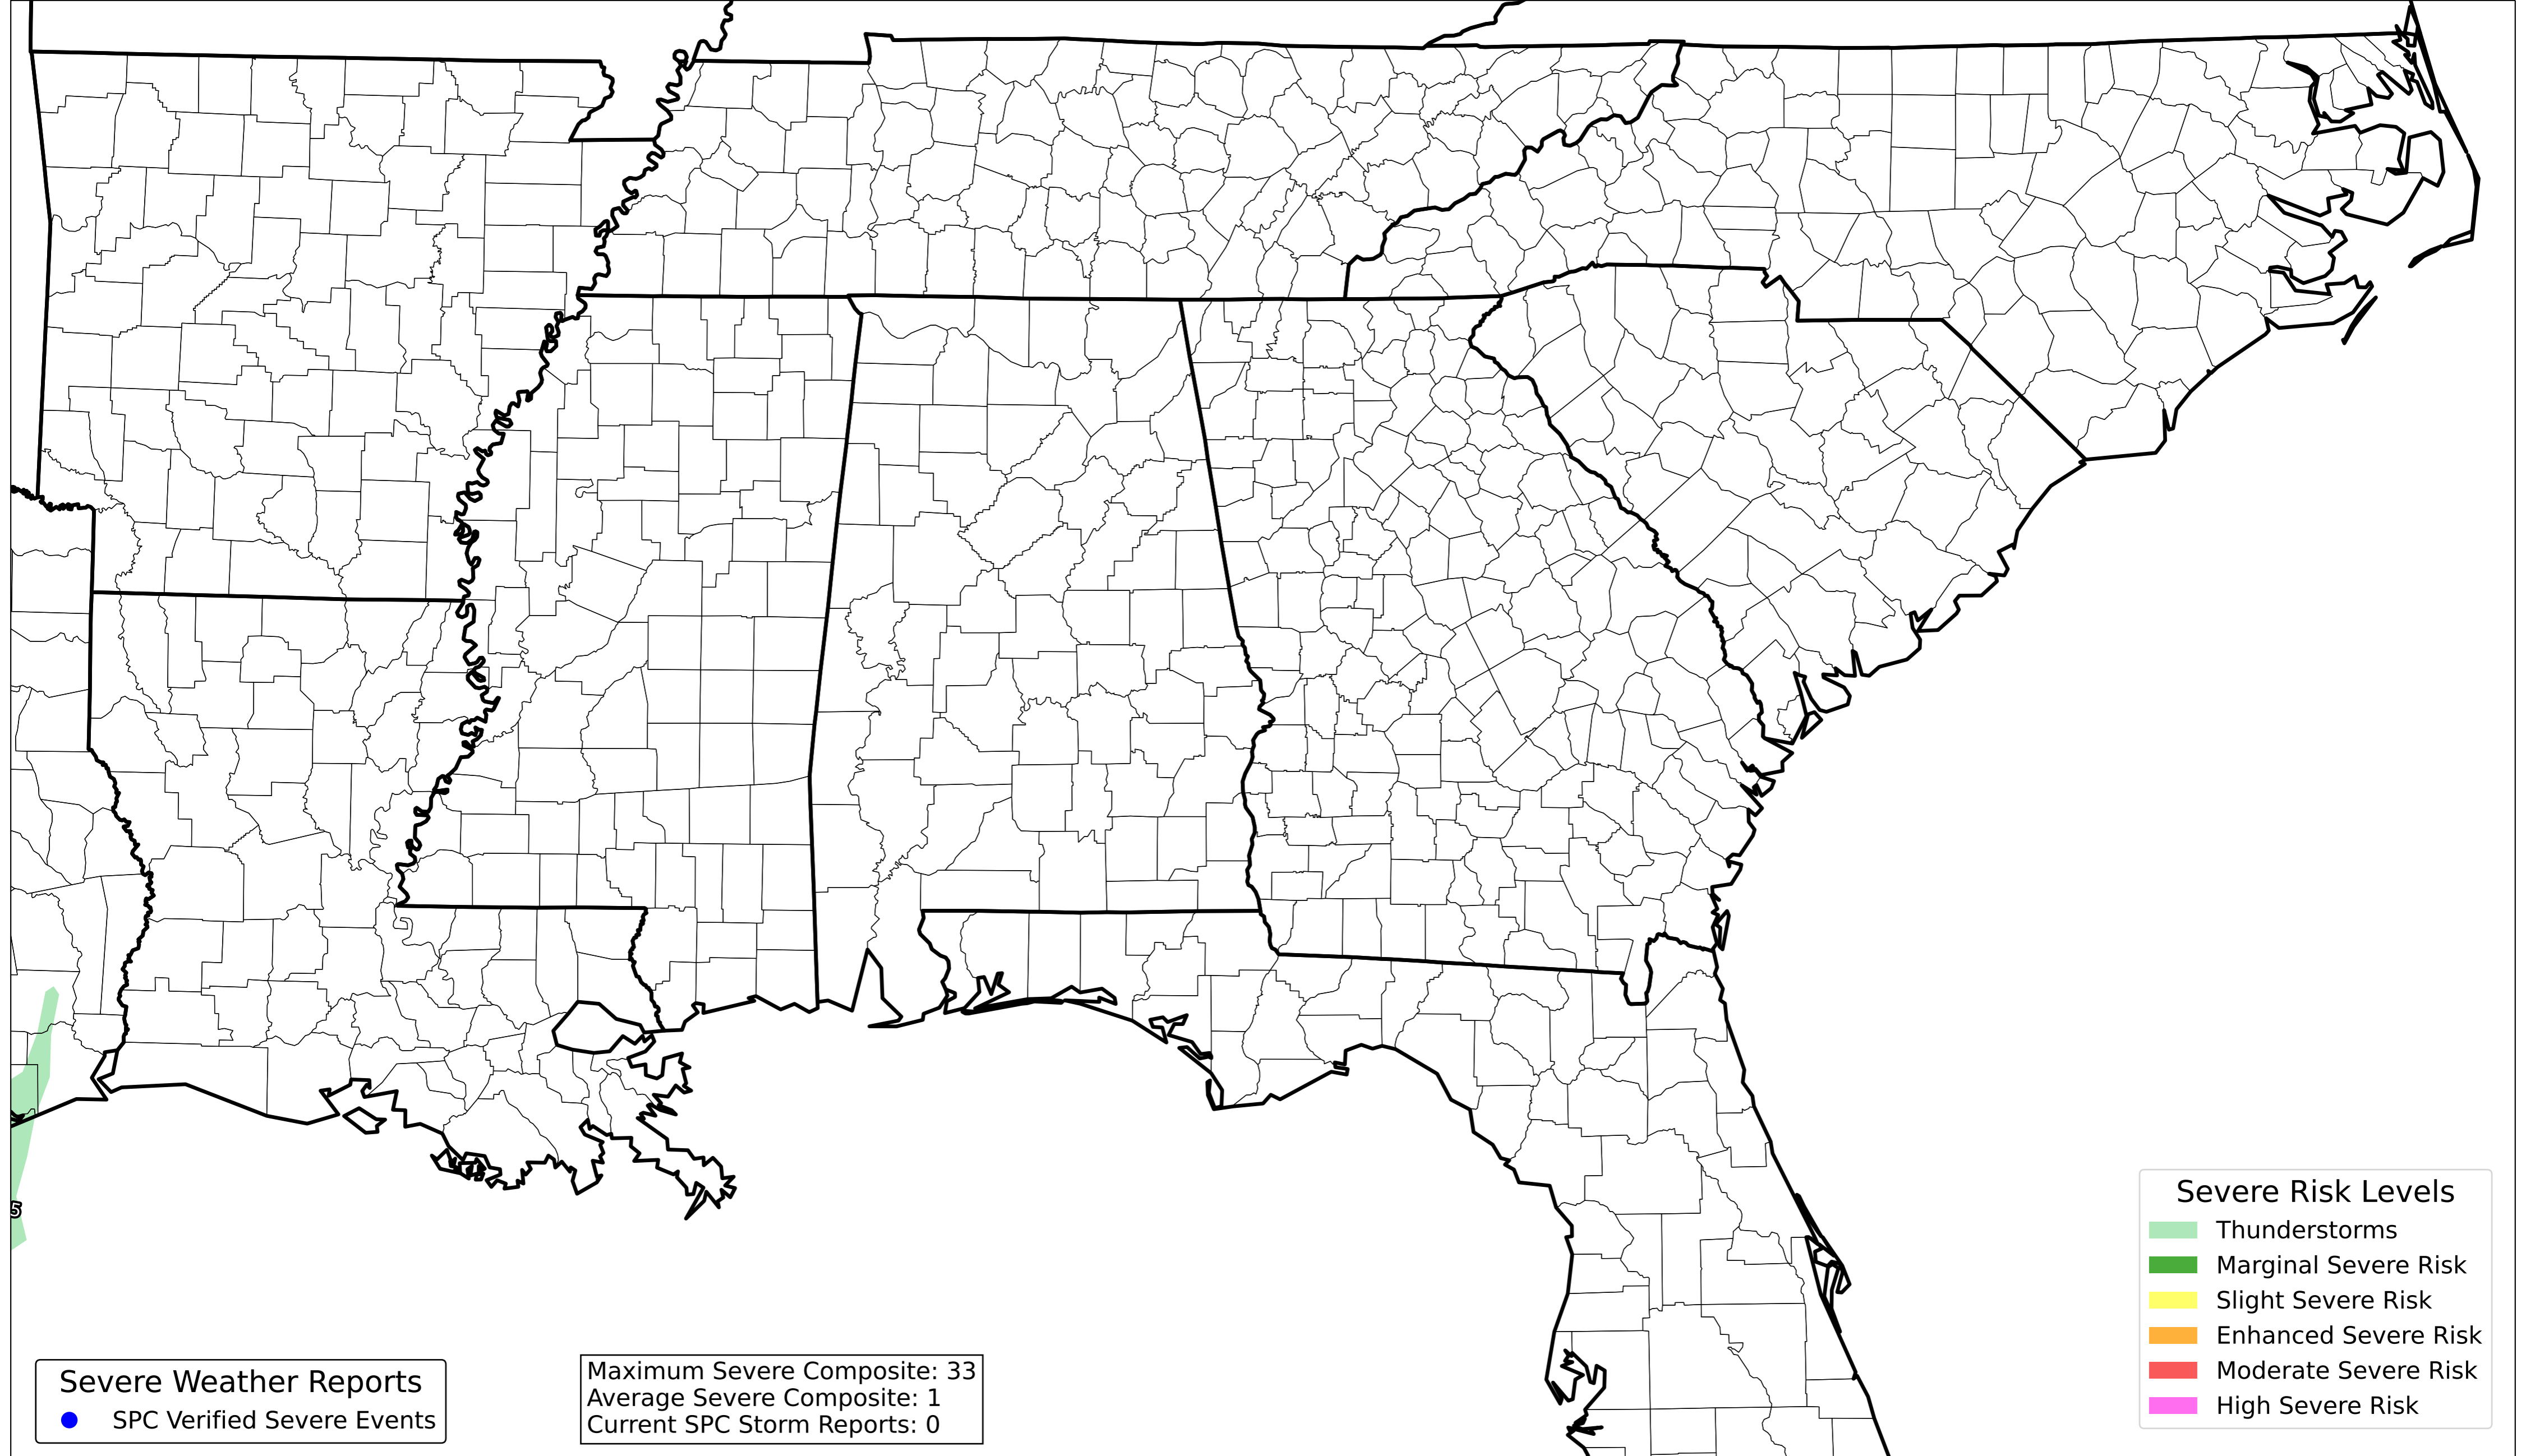 5
Severe Weather Reports
SPC Verified Severe Events
Maximum Severe Composite: 33
Average Severe Composite: 1
Current SPC Storm Reports: 0
Severe Risk Levels
Thunderstorms
Marginal Severe Risk
Slight Severe Risk
Enhanced Severe Risk
Moderate Severe Risk
High Severe Risk